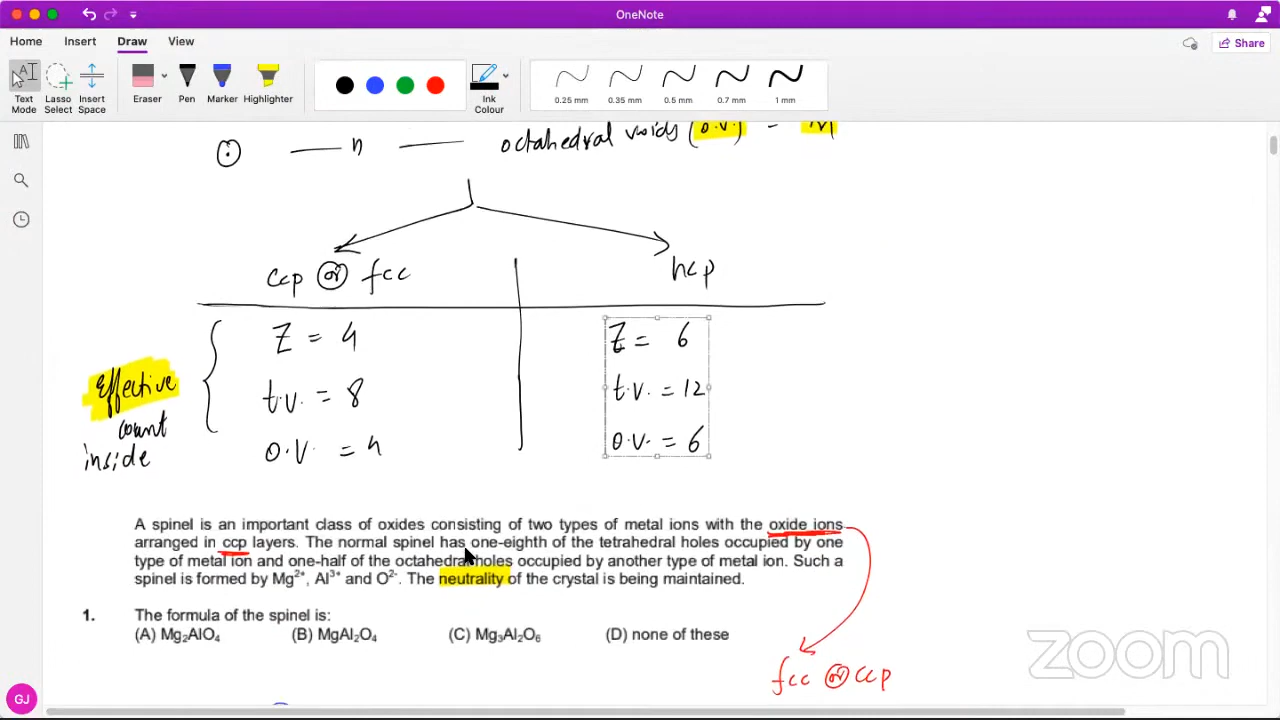 OneNote
Home Insert Draw View
Share
Text Mode Lasso Select Insert Space Eraser Pen Marker Highlighter Ink Colour 0.25 mm 0.35 mm 0.5 mm 0.7 mm 1 mm
⊙ —— n —— octahedral voids (O.V.) = N
ccp or fcc hcp
Z = 4 Z = 6
t.v. = 8 t.v. = 12
O.V. = 4 O.V. = 6
Effective
count
inside
A spinel is an important class of oxides consisting of two types of metal ions with the oxide ions
arranged in ccp layers. The normal spinel has one-eighth of the tetrahedral holes occupied by one
type of metal ion and one-half of the octahedral holes occupied by another type of metal ion. Such a
spinel is formed by Mg²⁺, Al³⁺ and O²⁻. The neutrality of the crystal is being maintained.
1. The formula of the spinel is:
(A) Mg₂AlO₄ (B) MgAl₂O₄ (C) Mg₃Al₂O₆ (D) none of these
fcc or ccp
zoom
GJ